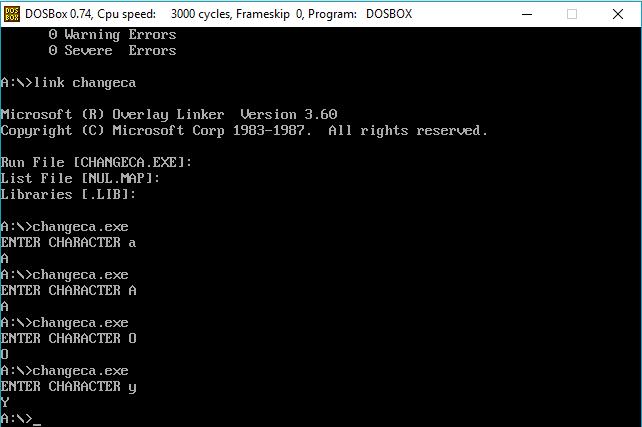 DOS
BOX
DOSBox 0.74, Cpu speed: 3000 cycles, Frameskip 0, Program: DOSBOX
0 Warning Errors
0 Severe Errors
A:\>link changeca
Microsoft (R) Overlay Linker Version 3.60
Copyright (C) Microsoft Corp 1983-1987. All rights reserved.
Run File [CHANGECA.EXE]:
List File [NUL.MAP]:
Libraries [.LIB]:
A:\>changeca.exe
ENTER CHARACTER a
A
A:\>changeca.exe
ENTER CHARACTER A
A
A:\>changeca.exe
ENTER CHARACTER O
O
A:\>changeca.exe
ENTER CHARACTER y
Y
A:\>_